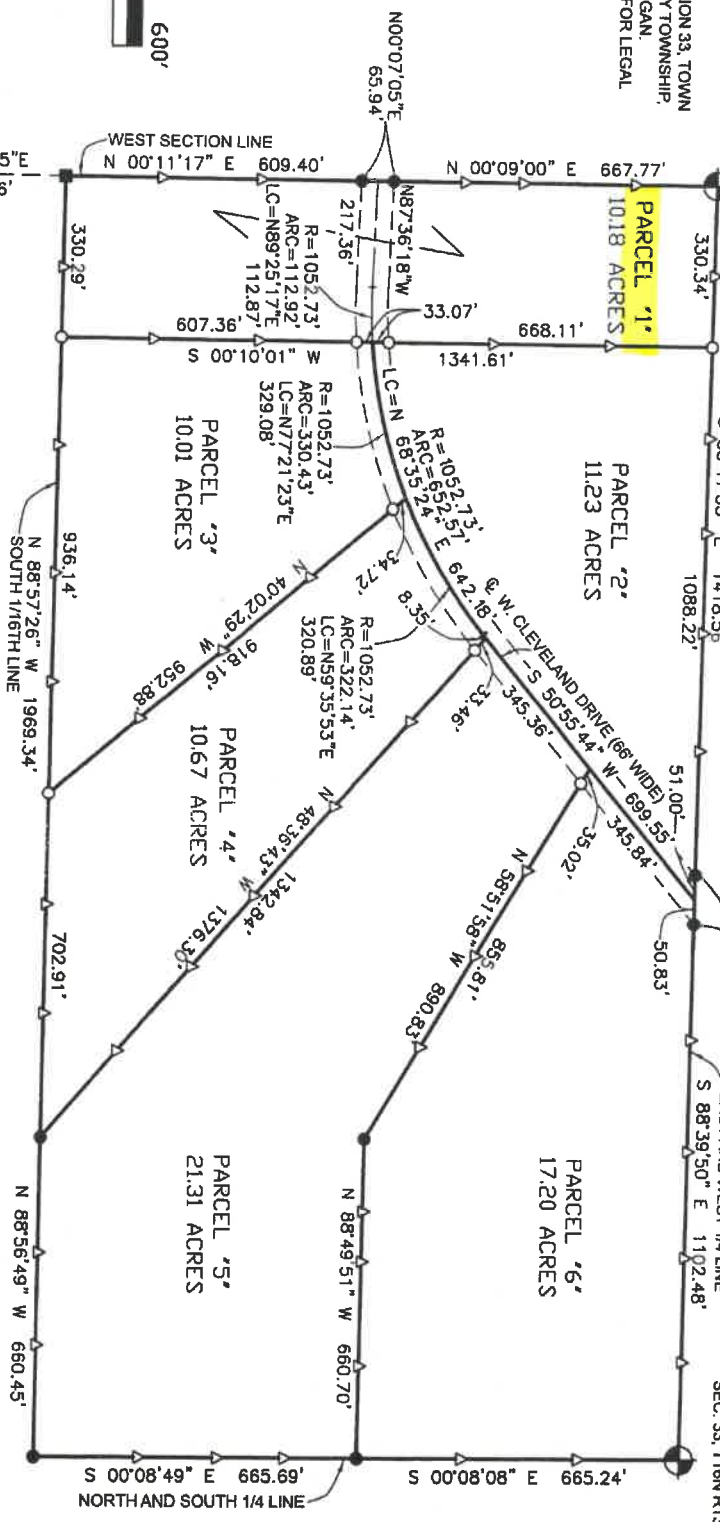 ION 33, TOWN
Y TOWNSHIP,
GAN.
FOR LEGAL
600'
5"E
6'
WEST SECTION LINE
N 00°11'17" E 609.40'
N00°07'05"E
65.94'
N 00°09'00" E 667.77'
PARCEL "1"
10.18 ACRES
330.34'
330.29'
217.36'
N87°36'18"W
R=1052.73'
ARC=112.92'
LC=N89°25'17"E
112.87'
33.07'
607.36'
S 00°10'01" W
668.11'
1341.61'
R=1052.73'
ARC=330.43'
LC=N77°21'23"E
329.08'
R=1052.73'
ARC=652.57'
LC=N 68°35'24" E 642.18'
PARCEL "2"
11.23 ACRES
1088.22'
PARCEL "3"
10.01 ACRES
936.14'
N 88°57'26" W 1969.34'
SOUTH 1/16TH LINE
34.72'
N 40°02'29" W
918.16'
952.88
8.35'
33.46'
R=1052.73'
ARC=322.14'
LC=N59°35'53"E
320.89'
℄ W. CLEVELAND DRIVE (66' WIDE)
S 50°55'44" W 699.55'
345.36'
345.84'
51.00'
50.83'
35.02'
PARCEL "4"
10.67 ACRES
N 48°36'43" W
1342.84'
1376.30'
702.91'
N 58°51'58" W
855.81'
890.83
S 88°39'50" E 1102.48'
PARCEL "5"
21.31 ACRES
PARCEL "6"
17.20 ACRES
N 88°56'49" W 660.45'
N 88°49'51" W 660.70'
S 00°08'49" E 665.69'
S 00°08'08" E 665.24'
NORTH AND SOUTH 1/4 LINE